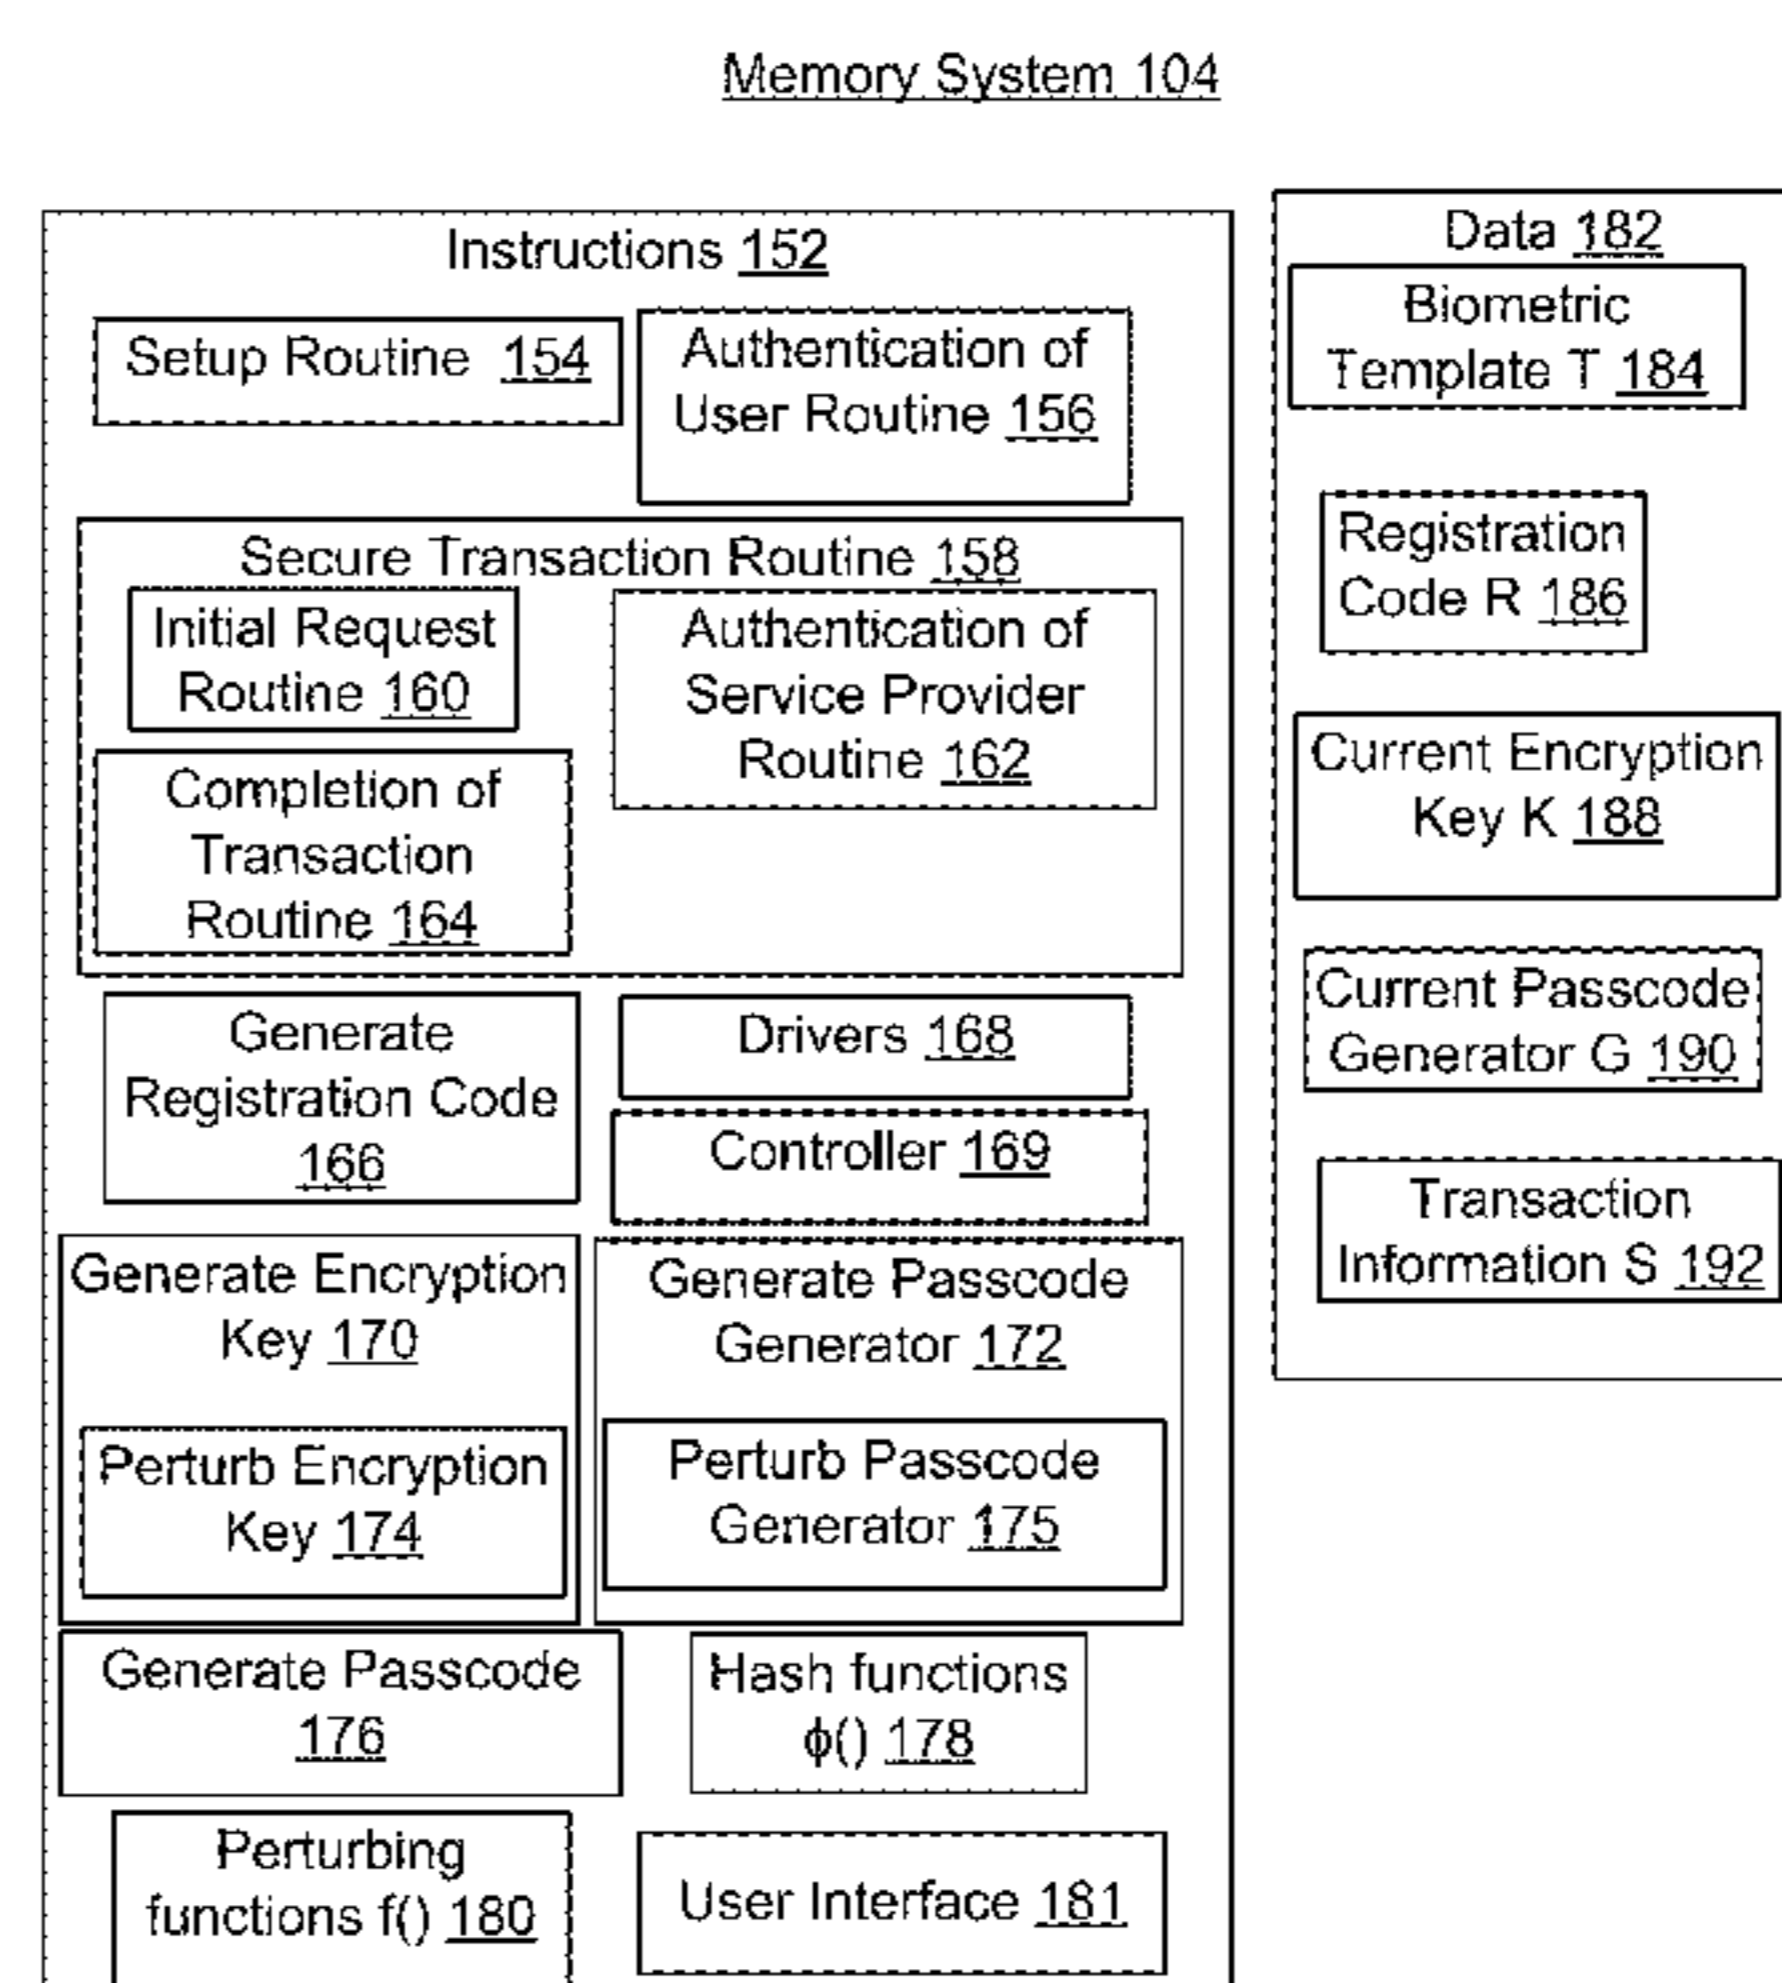 Memory System 104
Instructions 152
Setup Routine 154
Authentication of
User Routine 156
Secure Transaction Routine 158
Initial Request
Routine 160
Authentication of
Service Provider
Routine 162
Completion of
Transaction
Routine 164
Generate
Registration Code
166
Drivers 168
Controller 169
Generate Encryption
Key 170
Perturb Encryption
Key 174
Generate Passcode
Generator 172
Perturb Passcode
Generator 175
Generate Passcode
176
Hash functions
ϕ() 178
Perturbing
functions f() 180
User Interface 181
Data 182
Biometric
Template T 184
Registration
Code R 186
Current Encryption
Key K 188
Current Passcode
Generator G 190
Transaction
Information S 192